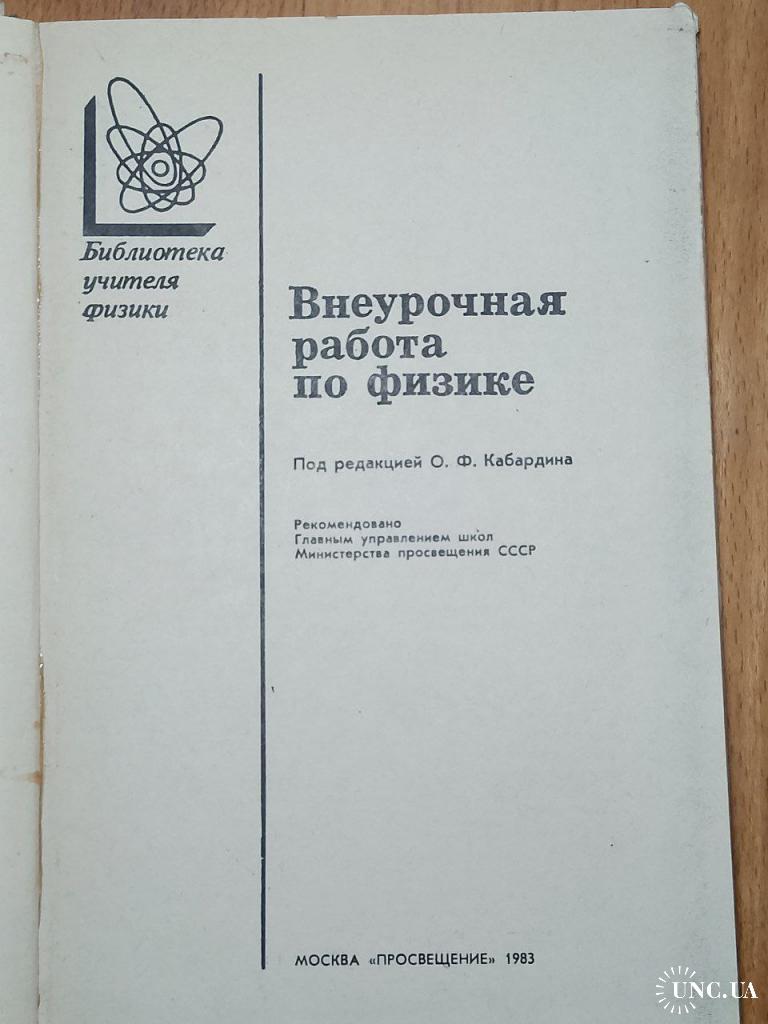 Библиотека
учителя
физики
Внеурочная
работа
по физике
Под редакцией О. Ф. Кабардина
Рекомендовано
Главным управлением школ
Министерства просвещения СССР
МОСКВА «ПРОСВЕЩЕНИЕ» 1983
UNC.UA